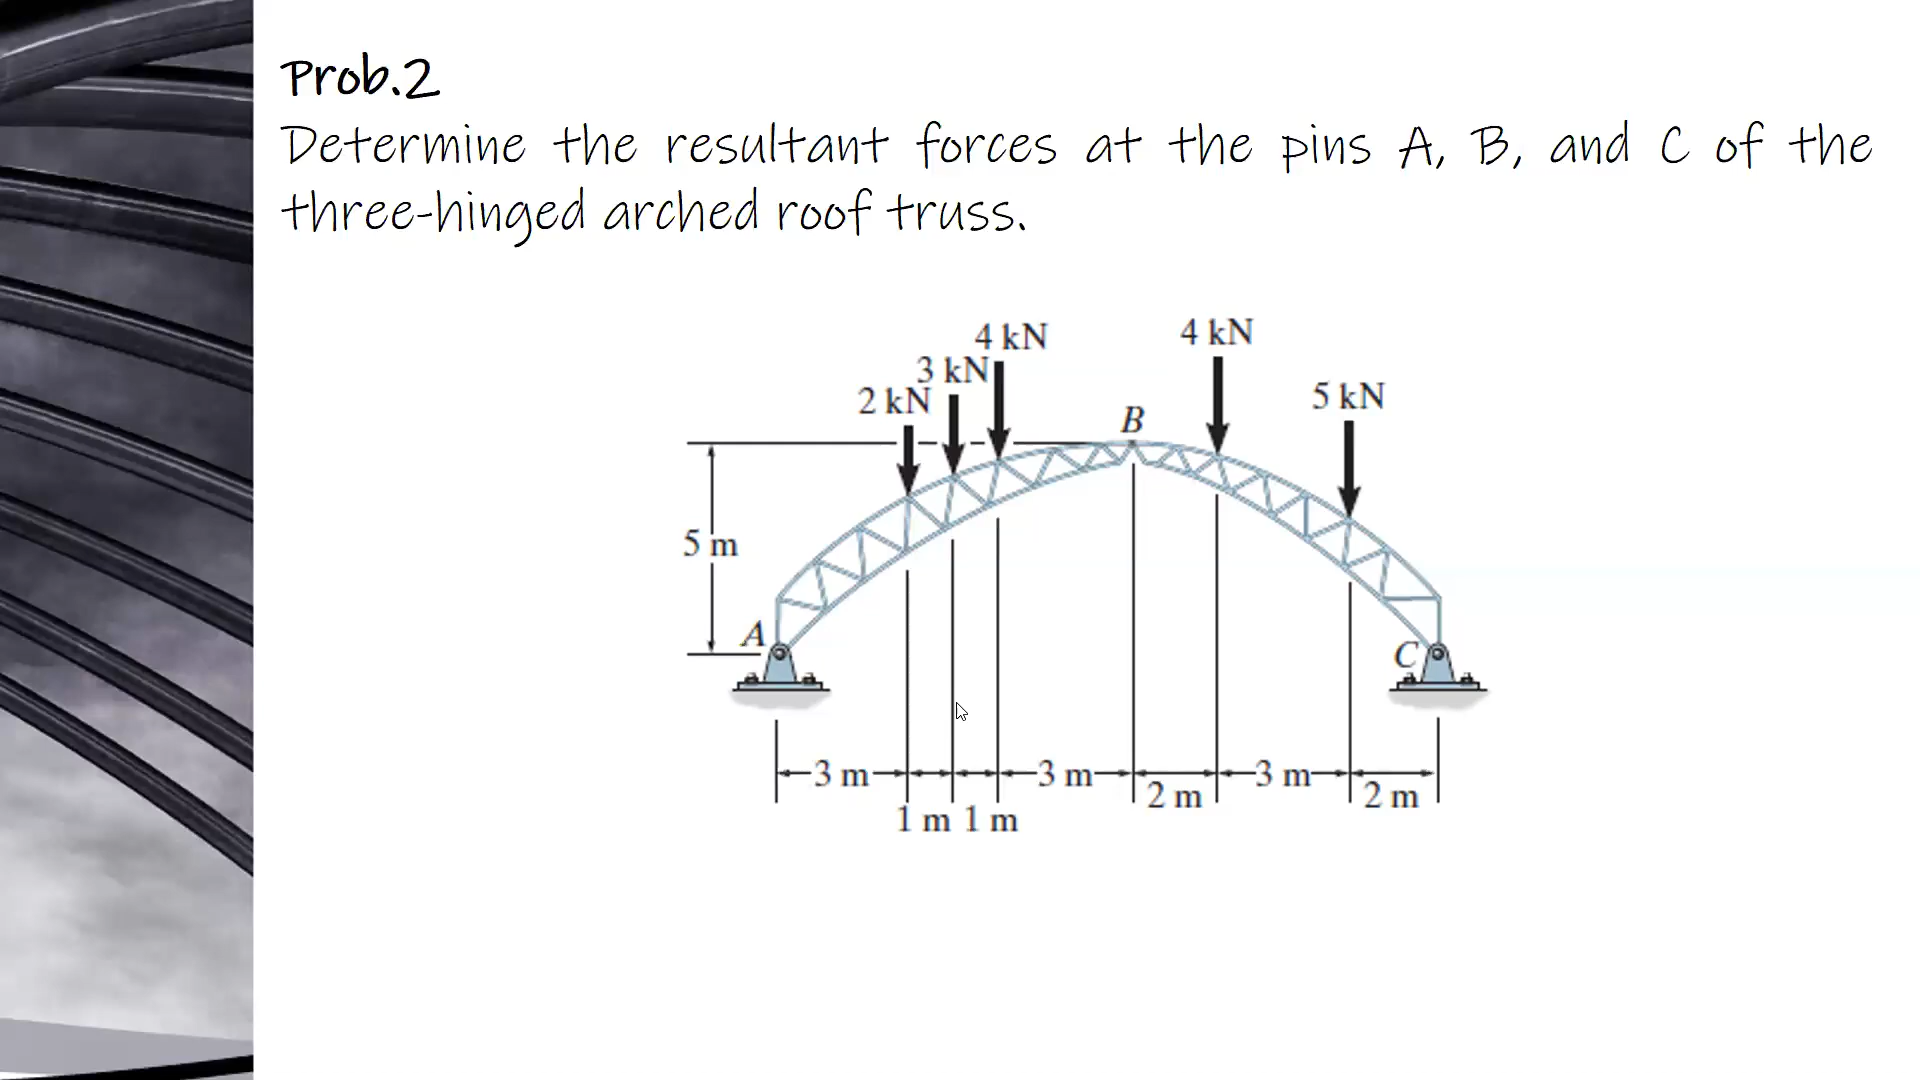 Prob.2
Determine the resultant forces at the pins A, B, and C of the
three-hinged arched roof truss.
4 kN
4 kN
3 kN
2 kN
5 kN
B
5 m
A
C
3 m
3 m
3 m
2 m
2 m
1 m 1 m